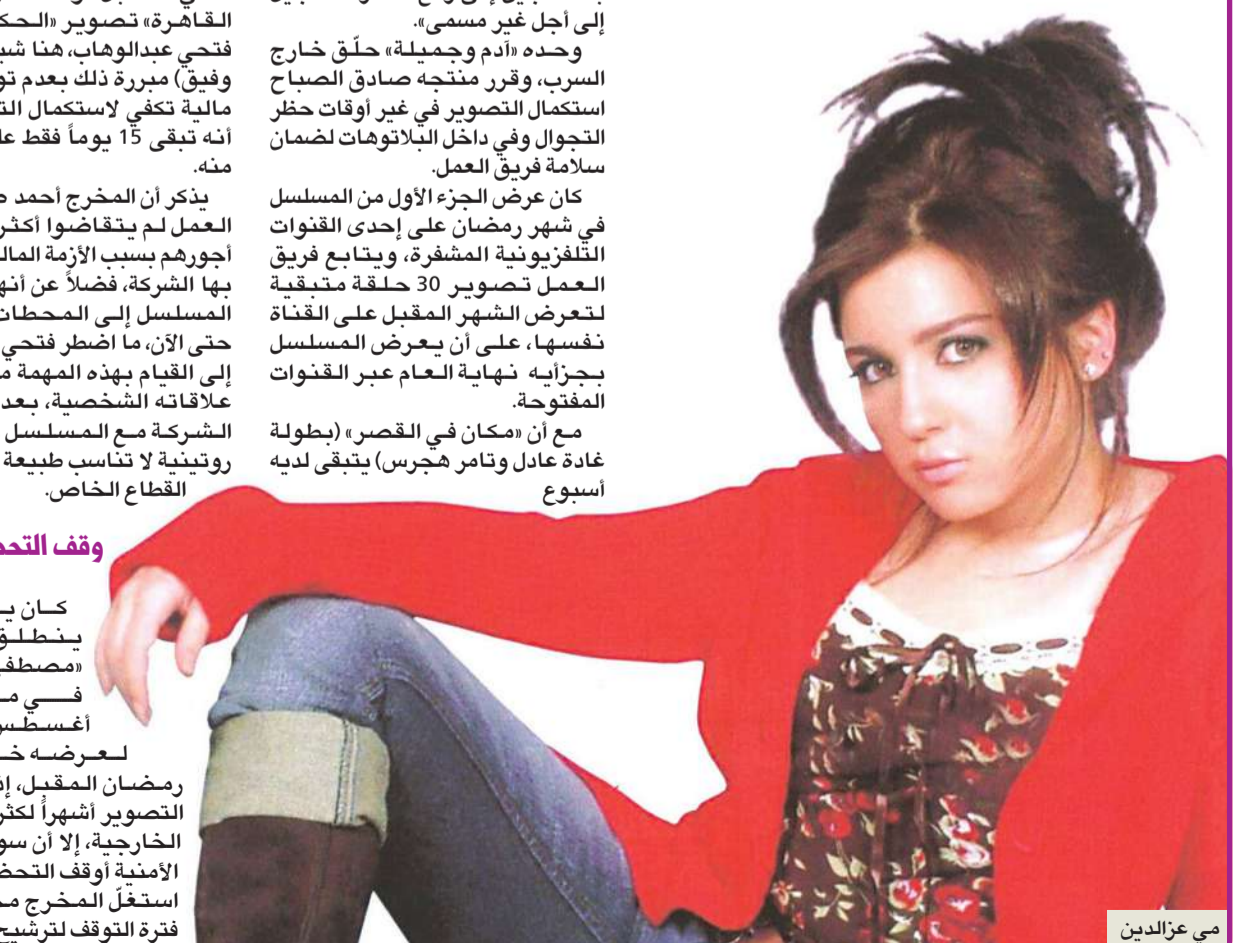 إلى أجل غير مسمى».
وحده «آدم وجميلة» حلّق خارج
السرب، وقرر منتجه صادق الصباح
استكمال التصوير في غير أوقات حظر
التجوال وفي داخل البلاتوهات لضمان
سلامة فريق العمل.
كان عرض الجزء الأول من المسلسل
في شهر رمضان على إحدى القنوات
التلفزيونية المشفرة، ويتابع فريق
العمل تصوير 30 حلقة متبقية
لتعرض الشهر المقبل على القناة
نفسها، على أن يعرض المسلسل
بجزأيه نهاية العام عبر القنوات
المفتوحة.
مع أن «مكان في القصر» (بطولة
غادة عادل وتامر هجرس) يتبقى لديه
أسبوع
القاهرة» تصوير «الحك
فتحي عبدالوهاب، هنا شي
وفيق) مبررة ذلك بعدم تو
مالية تكفي لاستكمال الت
أنه تبقى 15 يوماً فقط عل
منه.
يذكر أن المخرج أحمد ص
العمل لم يتقاضوا أكثر
أجورهم بسبب الأزمة المال
بها الشركة، فضلاً عن أنه
المسلسل إلى المحطات
حتى الآن، ما اضطر فتحي
إلى القيام بهذه المهمة م
علاقاته الشخصية، بعد
الشركة مع المسلسل
روتينية لا تناسب طبيعة
القطاع الخاص.
وقف التحض
كان ي
ينطلق
«مصطفى
في م
أغسطس
لعرضه خـ
رمضان المقبل، إذ
التصوير أشهراً لكثر
الخارجية، إلا أن سو
الأمنية أوقف التحض
استغلّ المخرج مح
فترة التوقف لترشيح
مي عزالدين